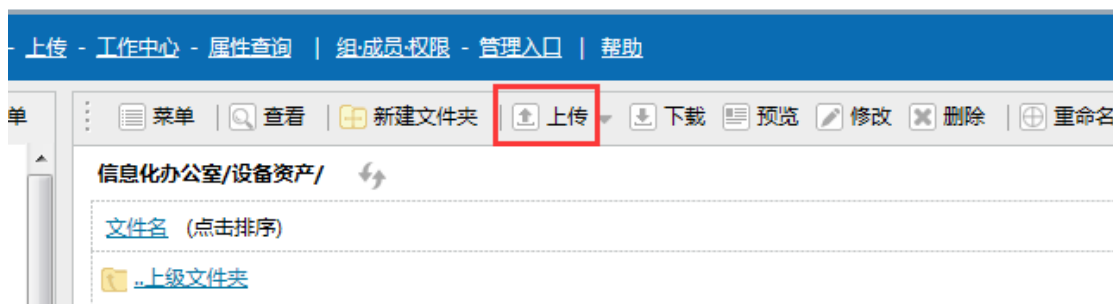 - 上传 - 工作中心 - 属性查询 | 组·成员·权限 - 管理入口 | 帮助
单 菜单 | 查看 | 新建文件夹 | 上传 下载 预览 修改 删除 | 重命名
信息化办公室/设备资产/
文件名 (点击排序)
..上级文件夹